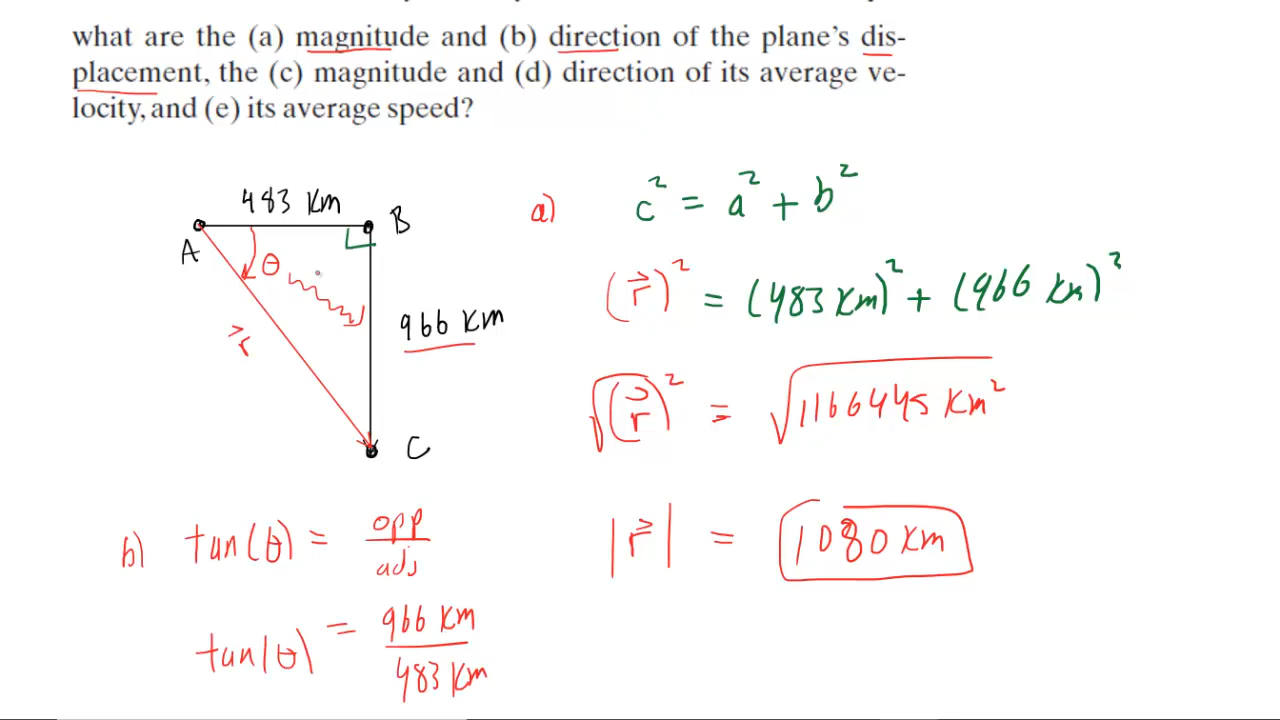 what are the (a) magnitude and (b) direction of the plane's dis-
placement, the (c) magnitude and (d) direction of its average ve-
locity, and (e) its average speed?
483 Km
A
B
θ
r⃗
966 Km
C
a) c² = a² + b²
(r⃗)² = (483 Km)² + (966 Km)²
√(r⃗)² = √1166445 Km²
|r⃗| = 1080 Km
b) tan(θ) = opp/adj
tan(θ) = 966 Km/483 Km